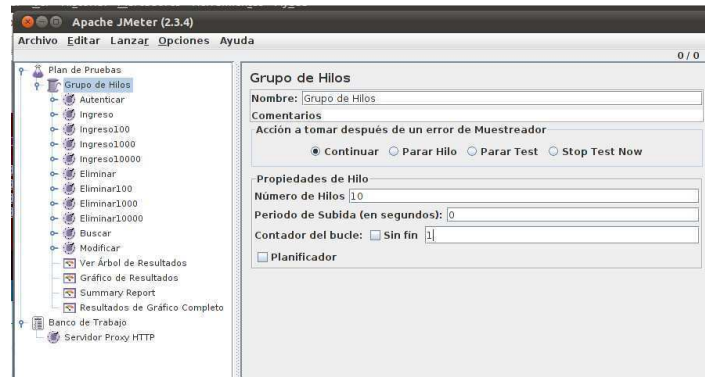 Apache JMeter (2.3.4)
Archivo Editar Lanzar Opciones Ayuda
0 / 0
Plan de Pruebas
Grupo de Hilos
Autenticar
Ingreso
Ingreso100
Ingreso1000
Ingreso10000
Eliminar
Eliminar100
Eliminar1000
Eliminar10000
Buscar
Modificar
Ver Árbol de Resultados
Gráfico de Resultados
Summary Report
Resultados de Gráfico Completo
Banco de Trabajo
Servidor Proxy HTTP
Grupo de Hilos
Nombre: Grupo de Hilos
Comentarios
Acción a tomar después de un error de Muestreador
Continuar Parar Hilo Parar Test Stop Test Now
Propiedades de Hilo
Número de Hilos 10
Periodo de Subida (en segundos): 0
Contador del bucle: Sin fín 1
Planificador